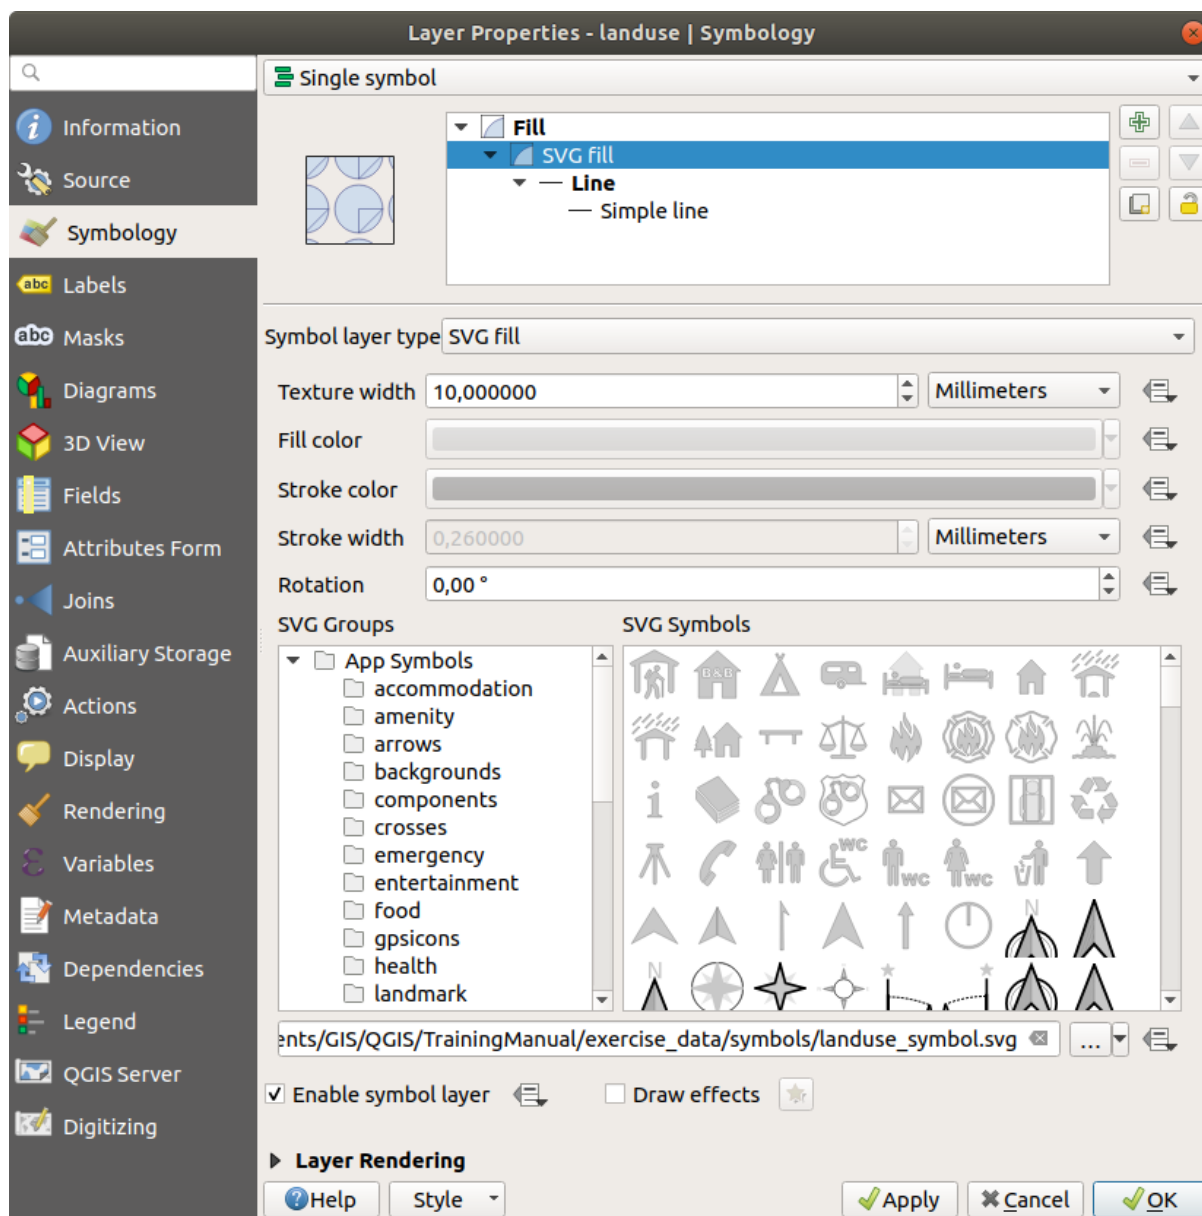 Layer Properties - landuse | Symbology
Single symbol
Information
Source
Symbology
Labels
Masks
Diagrams
3D View
Fields
Attributes Form
Joins
Auxiliary Storage
Actions
Display
Rendering
Variables
Metadata
Dependencies
Legend
QGIS Server
Digitizing
abc
abc
Fill
SVG fill
Line
Simple line
Symbol layer type SVG fill
Texture width 10,000000 Millimeters
Fill color
Stroke color
Stroke width 0,260000 Millimeters
Rotation 0,00 °
SVG Groups
App Symbols
accommodation
amenity
arrows
backgrounds
components
crosses
emergency
entertainment
food
gpsicons
health
landmark
SVG Symbols
B&B
i
WC
WC
WC
N
N
ents/GIS/QGIS/TrainingManual/exercise_data/symbols/landuse_symbol.svg ...
Enable symbol layer Draw effects
Layer Rendering
Help Style Apply Cancel OK